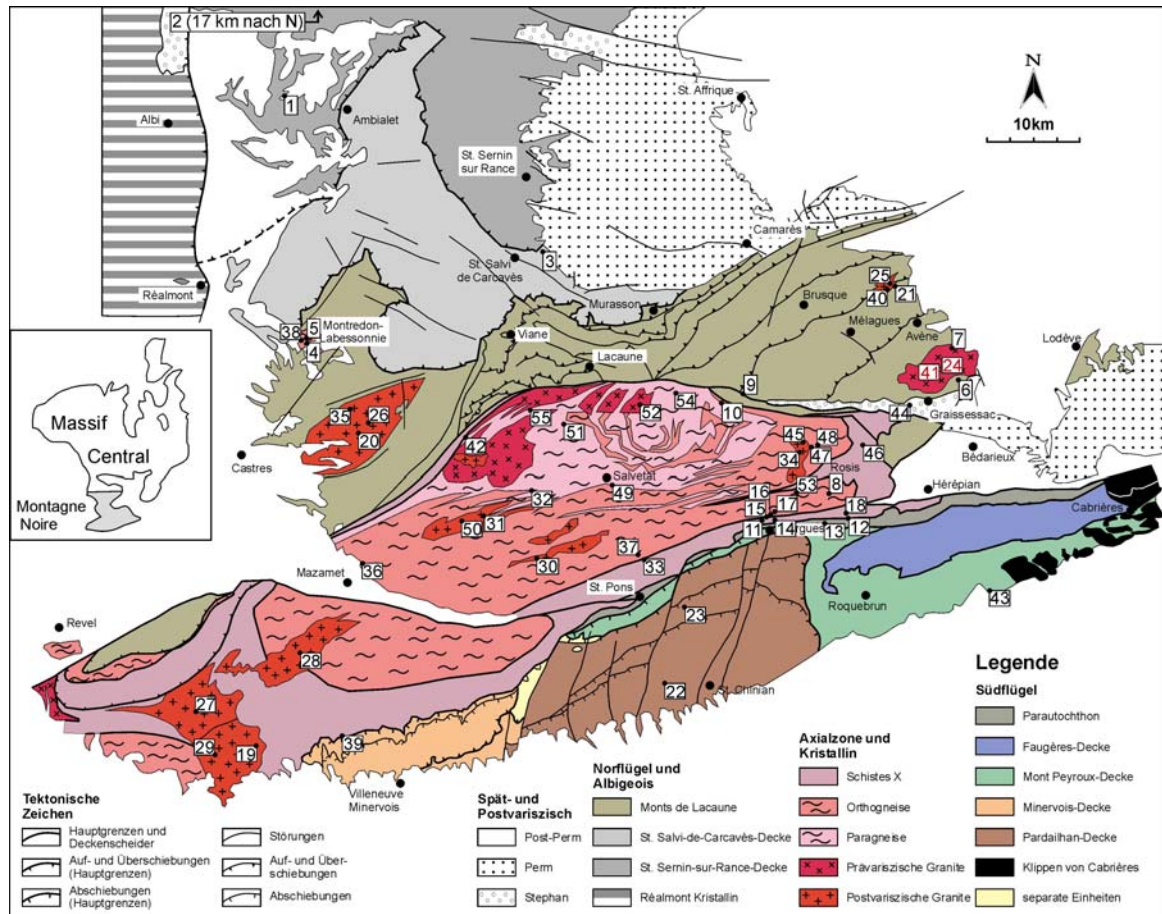 2 (17 km nach N)
N
10km
1
Albi
Ambialet
St. Affrique
St. Sernin
sur Rance
Camarès
3
St. Salvi
de Carcavès
Réalmont
Murasson
Brusque
25
40
21
Mélagues
Avène
38
5
4
Montredon-
Labessonnie
Viane
Lacaune
7
Lodève
41
24
6
Massif
Central
Montagne
Noire
9
44
Graissessac
35
26
20
55
52
54
10
51
42
45
48
34
47
46
Rosis
Bédarieux
Castres
Salvetat
32
49
53
8
Hérépian
16
17
15
18
50
31
11
14
rgues
13
12
Cabrières
30
37
33
36
Mazamet
St. Pons
Roquebrun
43
Revel
23
28
22
St. Chinian
27
29
19
39
Villeneuve
Minervois
Legende
Tektonische
Zeichen
Hauptgrenzen und
Deckenscheider
Auf- und Überschiebungen
(Hauptgrenzen)
Abschiebungen
(Hauptgrenzen)
Störungen
Auf- und Über-
schiebungen
Abschiebungen
Spät- und
Postvariszisch
Post-Perm
Perm
Stephan
Norflügel und
Albigeois
Monts de Lacaune
St. Salvi-de-Carcavès-Decke
St. Sernin-sur-Rance-Decke
Réalmont Kristallin
Axialzone und
Kristallin
Schistes X
Orthogneise
Paragneise
Prävariszische Granite
Postvariszische Granite
Südflügel
Parautochthon
Faugères-Decke
Mont Peyroux-Decke
Minervois-Decke
Pardailhan-Decke
Klippen von Cabrières
separate Einheiten